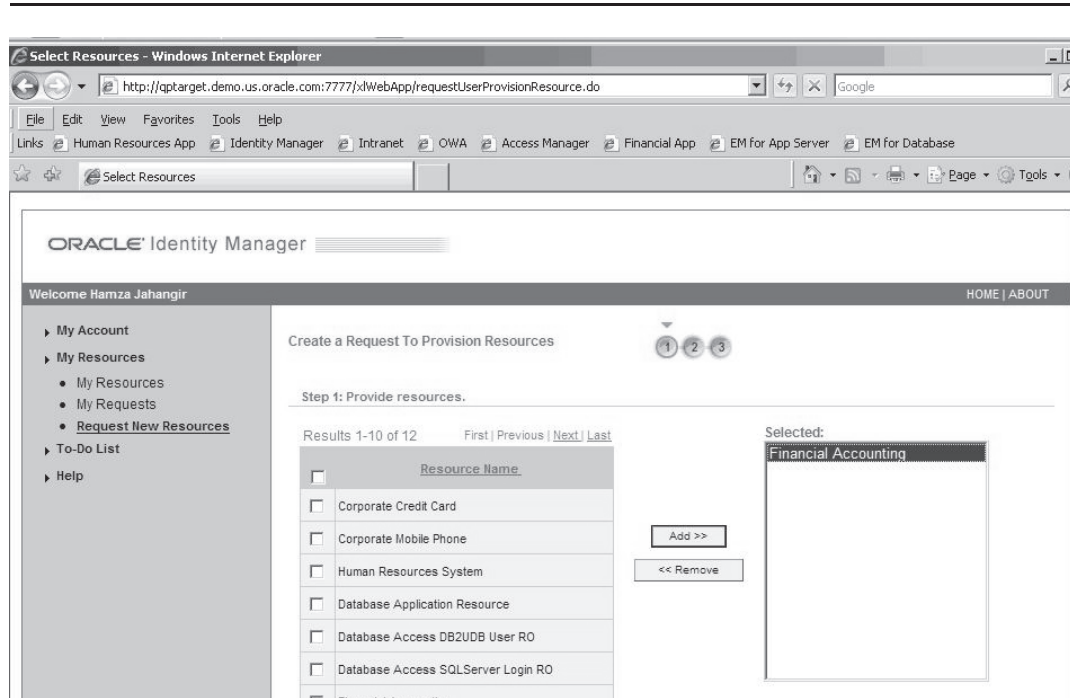 Select Resources - Windows Internet Explorer
http://qptarget.demo.us.oracle.com:7777/xlWebApp/requestUserProvisionResource.do
Google
File Edit View Favorites Tools Help
Links Human Resources App Identity Manager Intranet OWA Access Manager Financial App EM for App Server EM for Database
Select Resources
Page Tools
ORACLE Identity Manager
Welcome Hamza Jahangir
HOME | ABOUT
My Account
My Resources
My Resources
My Requests
Request New Resources
To-Do List
Help
Create a Request To Provision Resources
1 2 3
Step 1: Provide resources.
Results 1-10 of 12 First | Previous | Next | Last
Resource Name
Corporate Credit Card
Corporate Mobile Phone
Human Resources System
Database Application Resource
Database Access DB2UDB User RO
Database Access SQLServer Login RO
Add >>
<< Remove
Selected:
Financial Accounting